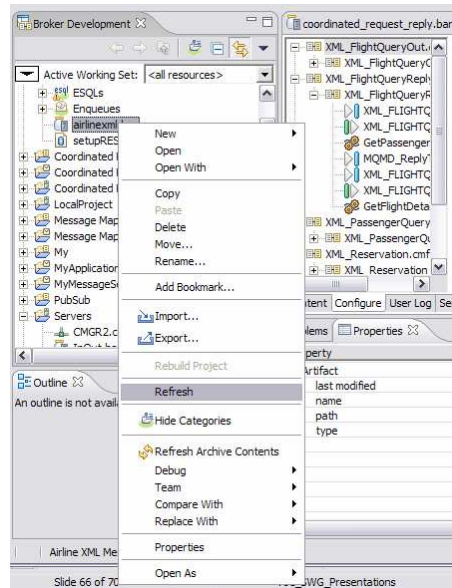 Broker Development
coordinated_request_reply.bar
Active Working Set: <all resources>
ESQLs
Enqueues
airlinexml
setupRES
Coordinated
Coordinated
Coordinated
LocalProject
Message Map
Message Map
My
MyApplication
MyMessageSe
PubSub
Servers
CMGR2.c
New
Open
Open With
Copy
Paste
Delete
Move...
Rename...
Add Bookmark...
Import...
Export...
Rebuild Project
Refresh
Hide Categories
Refresh Archive Contents
Debug
Team
Compare With
Replace With
Properties
Open As
XML_FlightQueryOut.
XML_FlightQueryC
XML_FlightQueryReply
XML_FlightQueryR
XML_FLIGHTQ
XML_FLIGHTQ
GetPassenger
MQMD_Reply
XML_FLIGHTQ
XML_FLIGHTQ
GetFlightDeta
XML_PassengerQuery
XML_PassengerQu
XML_Reservation.cmf
XML_Reservation
tent Configure User Log Se
lems Properties
perty
Artifact
last modified
name
path
type
Outline
An outline is not avail
Airline XML Me
Slide 66 of 70
SWG_Presentations